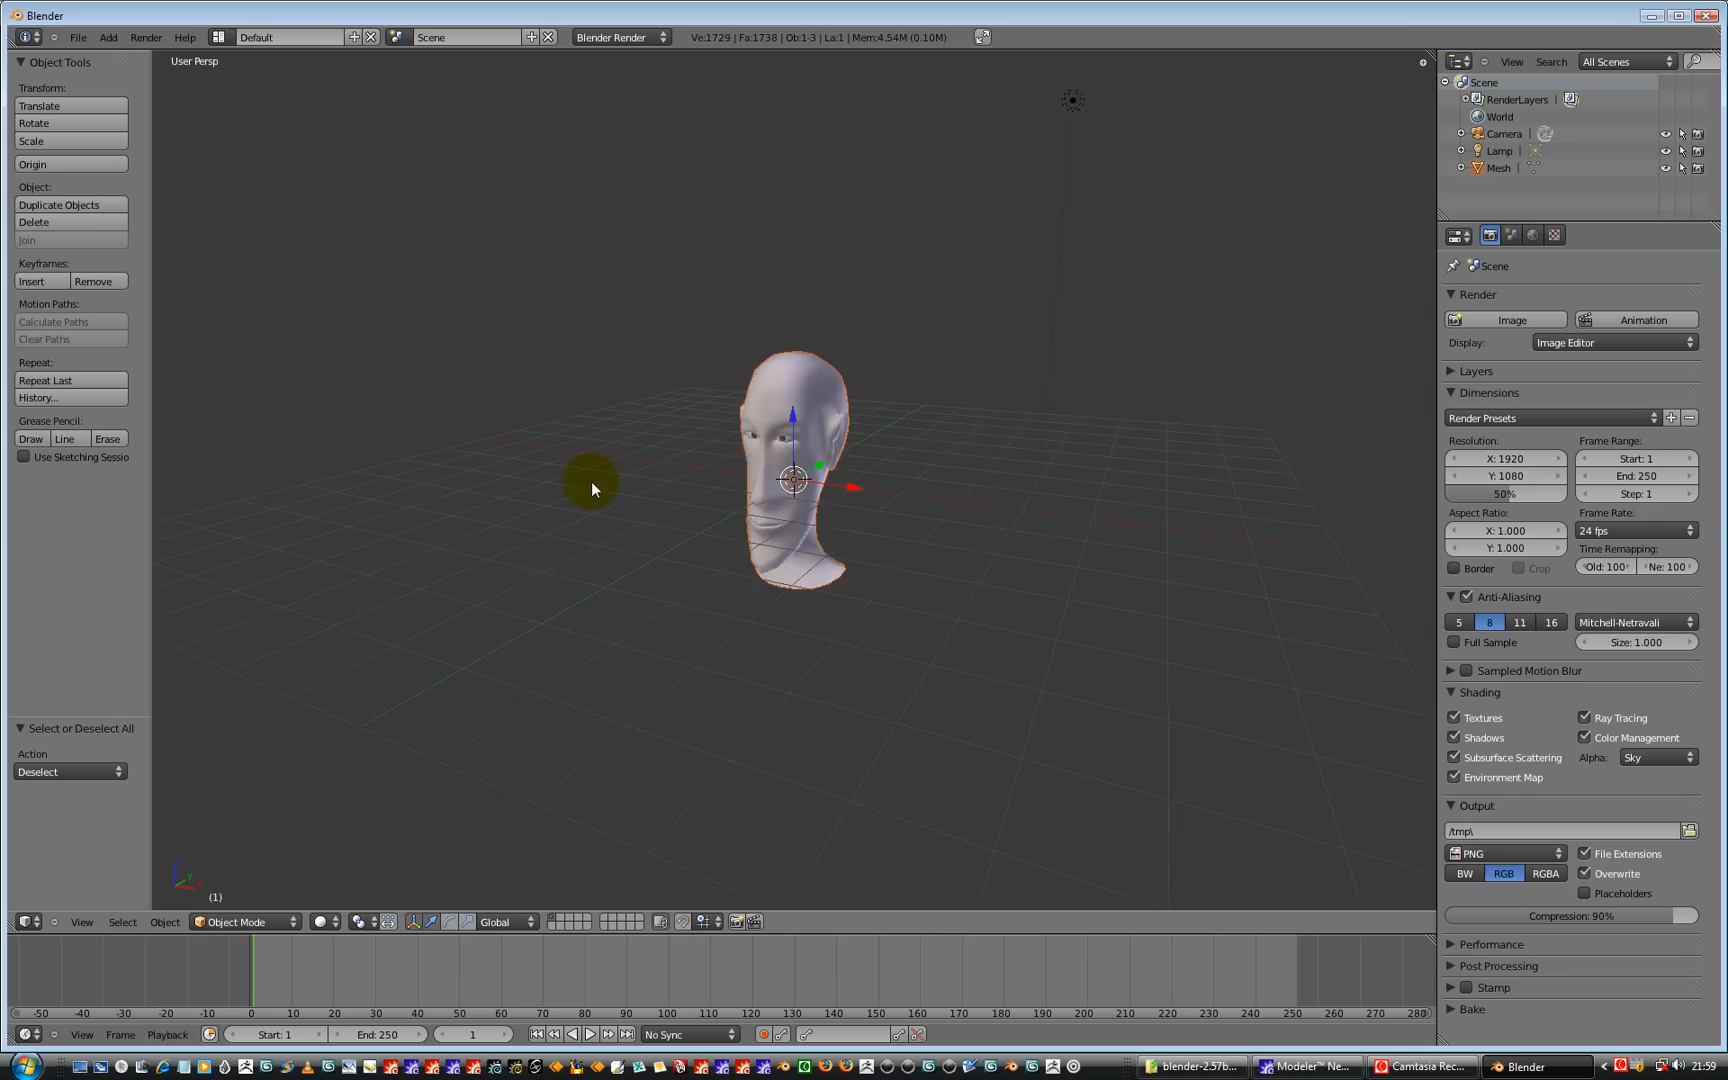 Blender
File Add Render Help Default Scene Blender Render Ve:1729 | Fa:1738 | Ob:1-3 | La:1 | Mem:4.54M (0.10M)
Object Tools
Transform:
Translate
Rotate
Scale
Origin
Object:
Duplicate Objects
Delete
Join
Keyframes:
Insert Remove
Motion Paths:
Calculate Paths
Clear Paths
Repeat:
Repeat Last
History...
Grease Pencil:
Draw Line Erase
Use Sketching Sessio
Select or Deselect All
Action
Deselect
User Persp
(1)
View Select Object Object Mode Global
-50 -40 -30 -20 -10 0 10 20 30 40 50 60 70 80 90 100 110 120 130 140 150 160 170 180 190 200 210 220 230 240 250 260 270 280
View Frame Playback Start: 1 End: 250 1 No Sync
View Search All Scenes
Scene
RenderLayers |
World
Camera |
Lamp |
Mesh |
Scene
Render
Image Animation
Display: Image Editor
Layers
Dimensions
Render Presets
Resolution: Frame Range:
X: 1920 Start: 1
Y: 1080 End: 250
50% Step: 1
Aspect Ratio: Frame Rate:
X: 1.000 24 fps
Y: 1.000 Time Remapping:
Border Crop Old: 100 Ne: 100
Anti-Aliasing
5 8 11 16 Mitchell-Netravali
Full Sample Size: 1.000
Sampled Motion Blur
Shading
Textures Ray Tracing
Shadows Color Management
Subsurface Scattering Alpha: Sky
Environment Map
Output
/tmp\
PNG File Extensions
BW RGB RGBA Overwrite
Placeholders
Compression: 90%
Performance
Post Processing
Stamp
Bake
blender-2.57b... Modeler™ Ne... Camtasia Rec... Blender 21:59